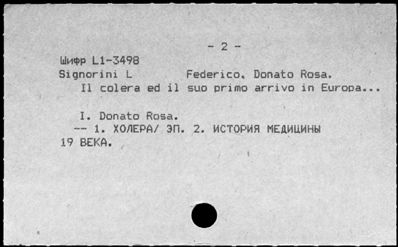 - 2 -
Шифр L1-3498
Signorini L Federico, Donato Rosa.
Il colera ed il suo primo arrivo in Europa...
I. Donato Rosa.
-- 1. ХОЛЕРА/ ЭП. 2. ИСТОРИЯ МЕДИЦИНЫ
19 ВЕКА.